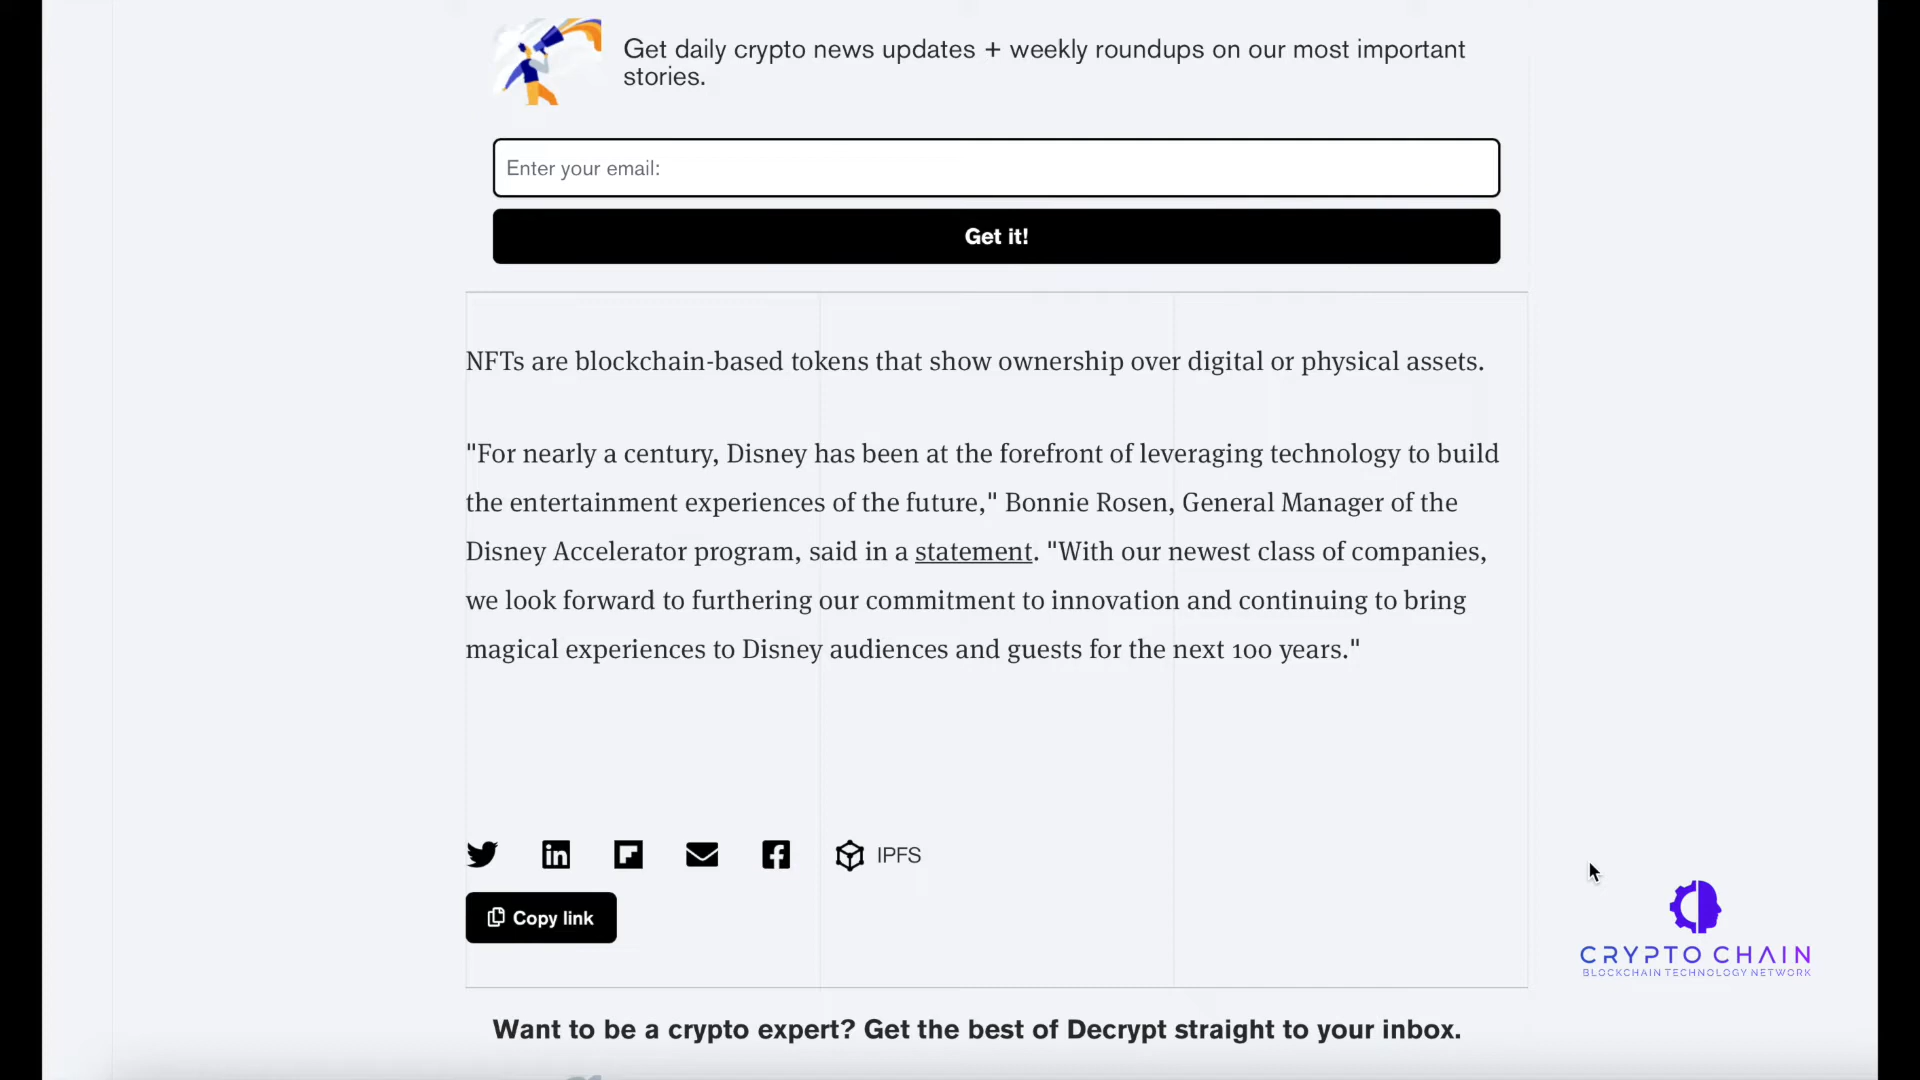 Get daily crypto news updates + weekly roundups on our most important
stories.
Enter your email:
Get it!
NFTs are blockchain-based tokens that show ownership over digital or physical assets.
"For nearly a century, Disney has been at the forefront of leveraging technology to build
the entertainment experiences of the future," Bonnie Rosen, General Manager of the
Disney Accelerator program, said in a statement. "With our newest class of companies,
we look forward to furthering our commitment to innovation and continuing to bring
magical experiences to Disney audiences and guests for the next 100 years."
IPFS
Copy link
CRYPTO CHAIN
BLOCKCHAIN TECHNOLOGY NETWORK
Want to be a crypto expert? Get the best of Decrypt straight to your inbox.